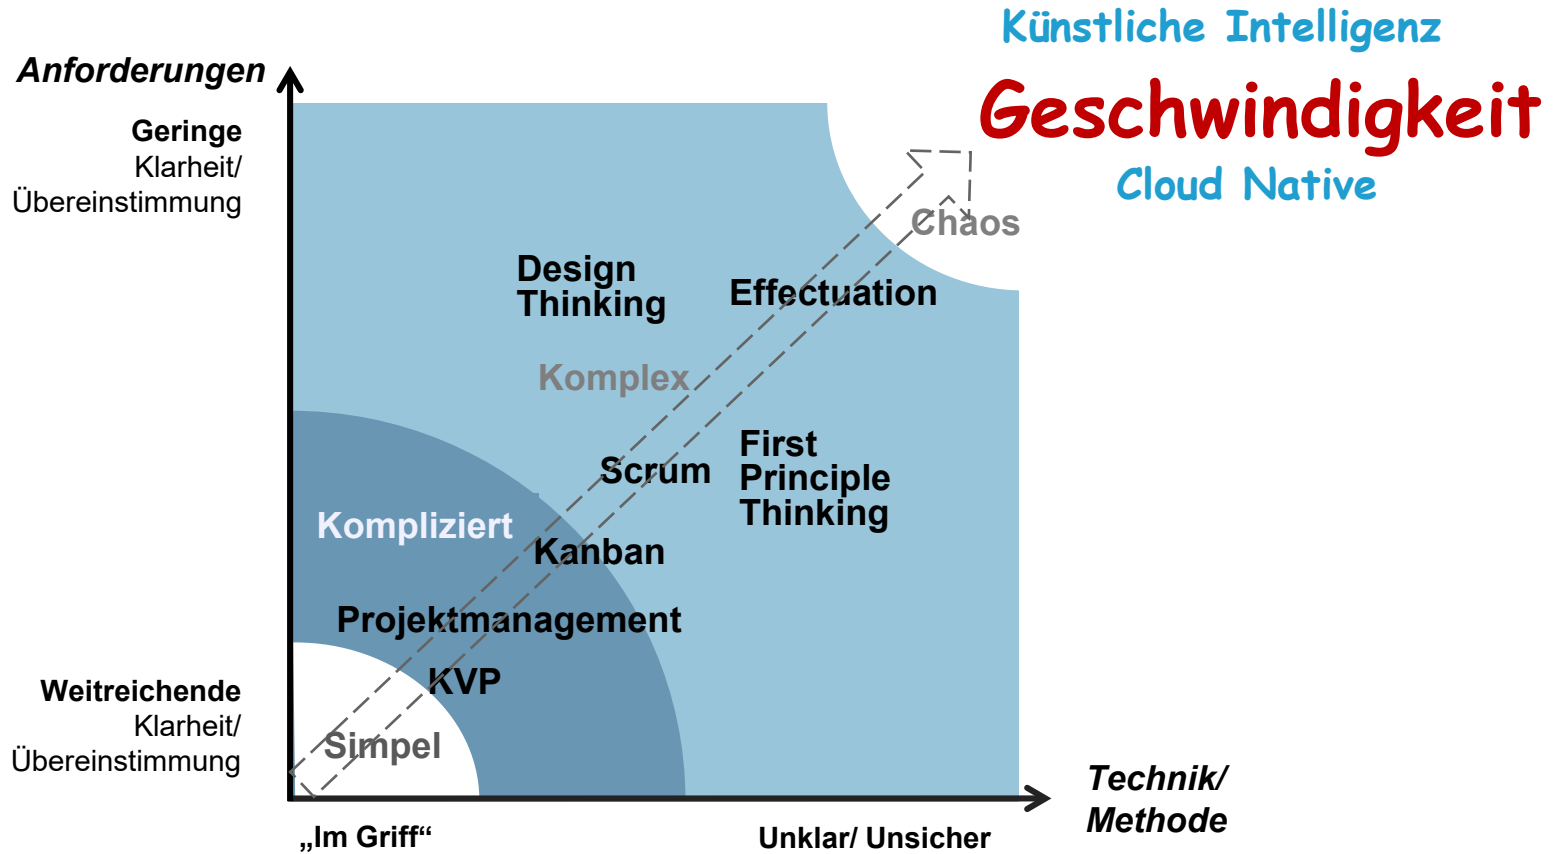 Künstliche Intelligenz
Geschwindigkeit
Cloud Native
Anforderungen
Geringe
Klarheit/
Übereinstimmung
Chaos
Design
Thinking
Effectuation
Komplex
First
Principle
Thinking
Scrum
Kompliziert
Kanban
Projektmanagement
KVP
Weitreichende
Klarheit/
Übereinstimmung
Simpel
Technik/
Methode
„Im Griff“
Unklar/ Unsicher